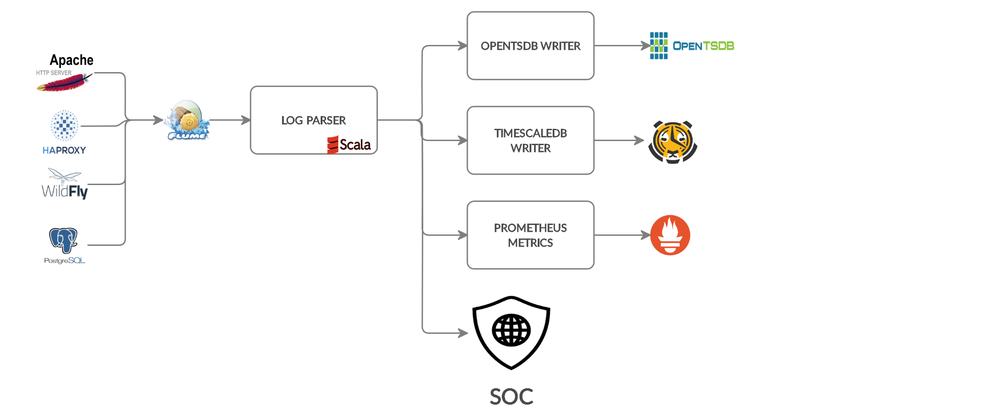 Apache
HTTP SERVER
HAPROXY
WildFly
PostgreSQL
FLUME
LOG PARSER
Scala
OPENTSDB WRITER
OPENTSDB
TIMESCALEDB
WRITER
PROMETHEUS
METRICS
SOC